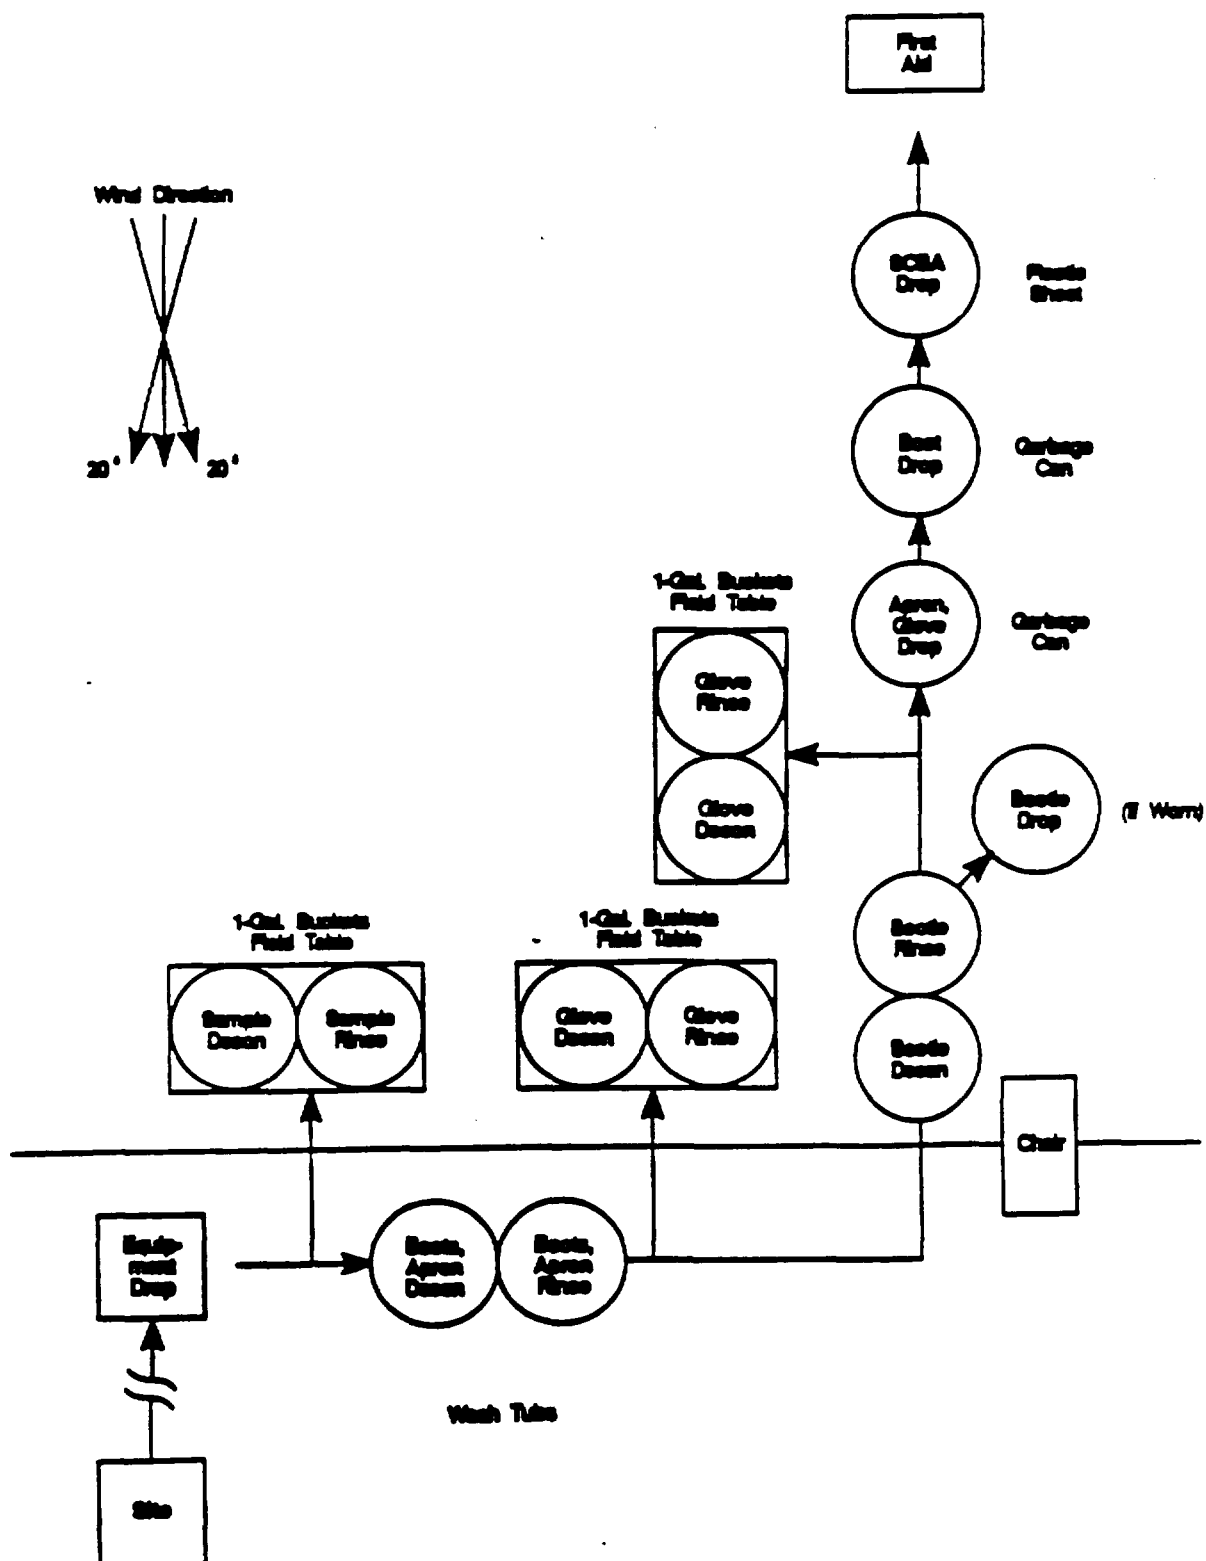 First
Aid
Wind Direction
20°
20°
SCBA
Drop
Plastic
Sheet
Boot
Drop
Garbage
Can
1-Gal. Buckets
Field Table
Apron,
Glove
Drop
Garbage
Can
Glove
Rinse
Glove
Decon
Bootie
Drop
(If Worn)
1-Gal. Buckets
Field Table
1-Gal. Buckets
Field Table
Bootie
Rinse
Sample
Decon
Sample
Rinse
Glove
Decon
Glove
Rinse
Bootie
Decon
Chair
Equip-
ment
Drop
Boots,
Apron
Decon
Boots,
Apron
Rinse
Wash Tubs
Site